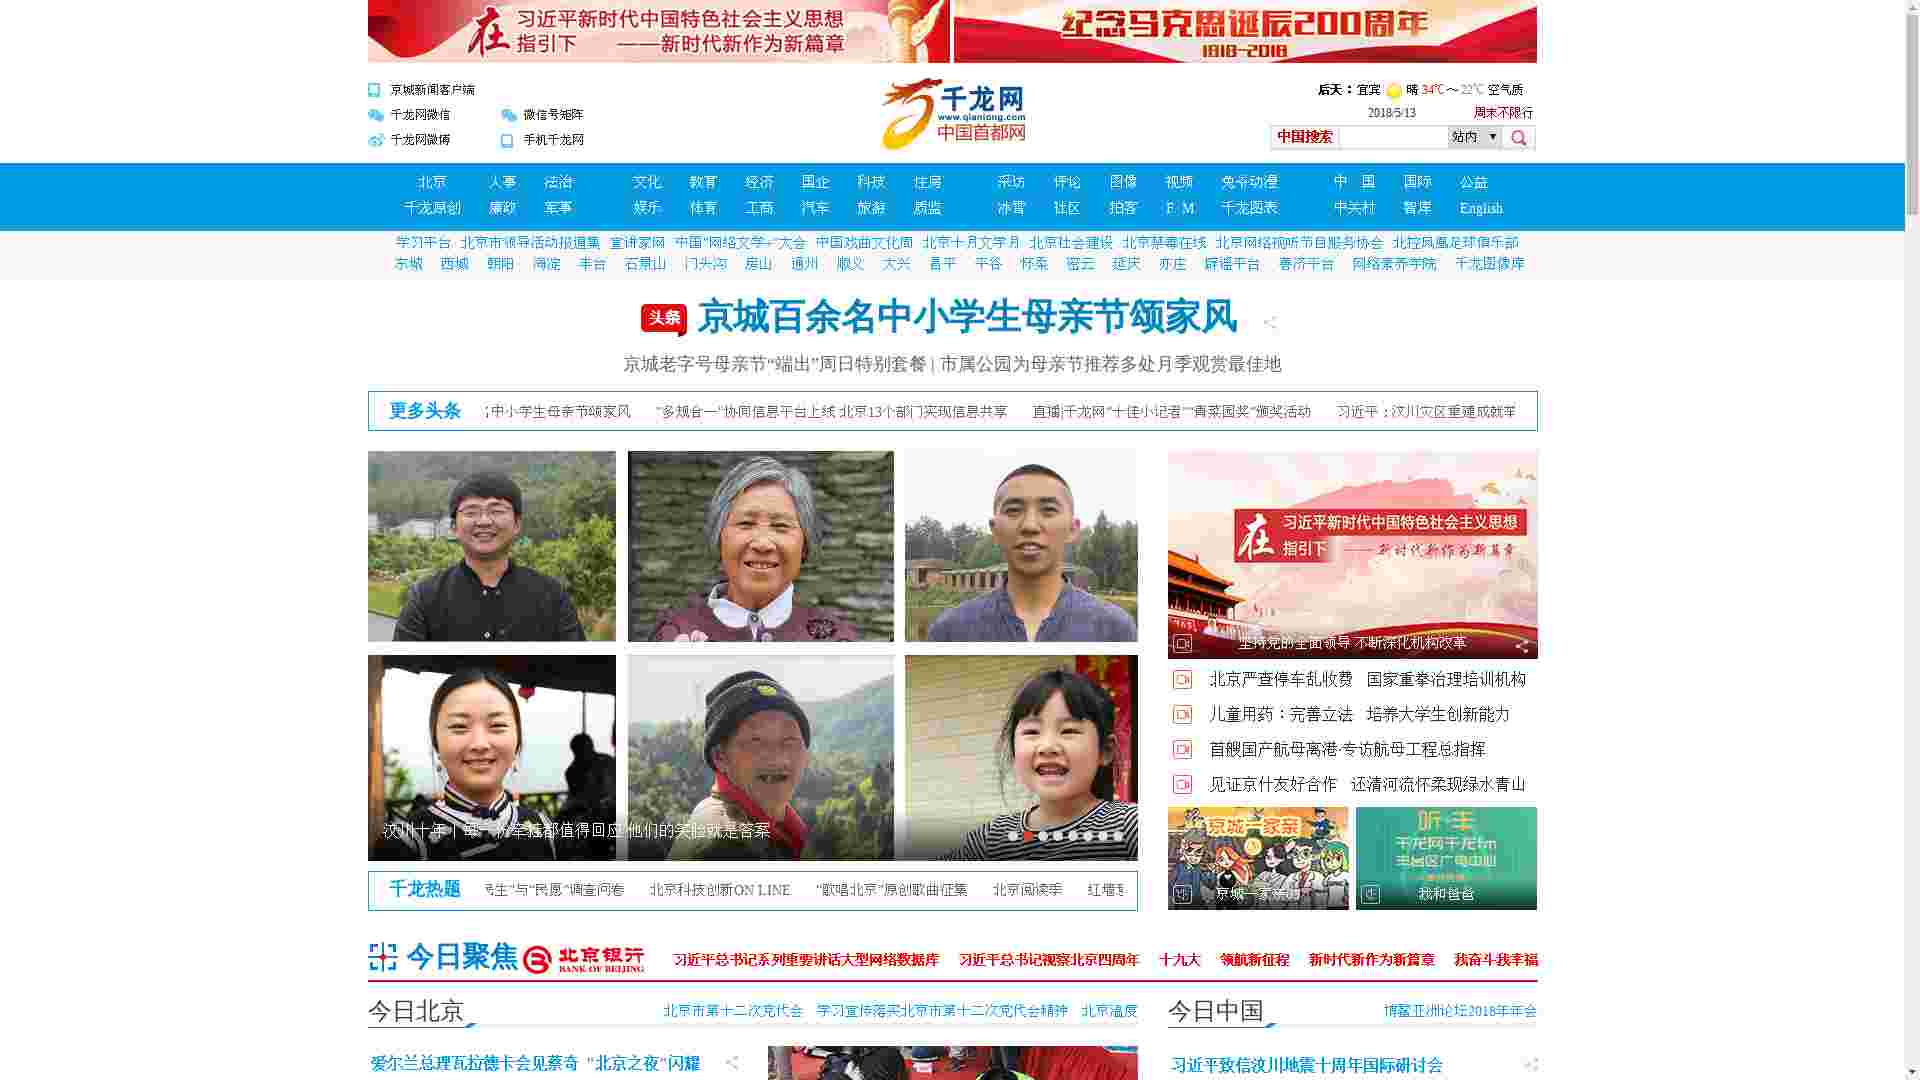 在 习近平新时代中国特色社会主义思想
指引下 ——新时代新作为新篇章
纪念马克思诞辰200周年
1818-2018
京城新闻客户端
千龙网微信 微信号矩阵
千龙网微博 手机千龙网
千龙网
www.qianlong.com
中国首都网
后天：宜宾 晴 34℃～22℃ 空气质
2018/5/13 周末不限行
中国搜索 站内
北京 人事 法治 文化 教育 经济 国企 科技 住房 采访 评论 图像 视频 兔爷动漫 中 国 国际 公益
千龙原创 廉政 军事 娱乐 体育 工商 汽车 旅游 质监 冰雪 社区 拍客 F M 千龙图表 中关村 智库 English
学习平台 北京市领导活动报道集 宣讲家网 中国"网络文学+"大会 中国戏曲文化周 北京十月文学月 北京社会建设 北京禁毒在线 北京网络视听节目服务协会 北控凤凰足球俱乐部
东城 西城 朝阳 海淀 丰台 石景山 门头沟 房山 通州 顺义 大兴 昌平 平谷 怀柔 密云 延庆 亦庄 辟谣平台 善济平台 网络素养学院 千龙图像库
头条 京城百余名中小学生母亲节颂家风
京城老字号母亲节“端出”周日特别套餐 | 市属公园为母亲节推荐多处月季观赏最佳地
更多头条 中小学生母亲节颂家风 "多规合一"协同信息平台上线 北京13个部门实现信息共享 直播|千龙网"十佳小记者""青菜园奖"颁奖活动 习近平：汶川灾区重建成就举
在 习近平新时代中国特色社会主义思想
指引下 ——新时代新作为新篇章
坚持党的全面领导 不断深化机构改革
北京严查停车乱收费 国家重拳治理培训机构
儿童用药：完善立法 培养大学生创新能力
首艘国产航母离港·专访航母工程总指挥
见证京什友好合作 还清河流怀柔现绿水青山
汶川十年｜每一份牵挂都值得回应 他们的笑脸就是答案
京城一家亲
京城一家亲
听·丰
千龙网千龙fm
丰台区广电中心
我和爸爸
千龙热题 民生"与"民愿"调查问卷 北京科技创新ON LINE "歌唱北京"原创歌曲征集 北京阅读季 红墙
今日聚焦 北京银行
BANK OF BEIJING
习近平总书记系列重要讲话大型网络数据库 习近平总书记视察北京四周年 十九大 领航新征程 新时代新作为新篇章 我奋斗我幸福
今日北京 北京市第十二次党代会 学习宣传落实北京市第十二次党代会精神 北京温度
今日中国 博鳌亚洲论坛2018年年会
爱尔兰总理瓦拉德卡会见蔡奇 "北京之夜"闪耀
习近平致信汶川地震十周年国际研讨会